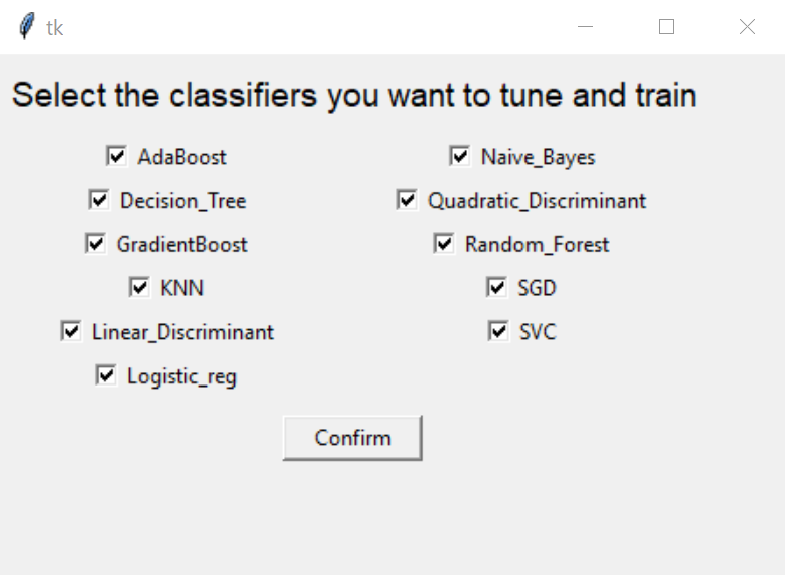 tk
Select the classifiers you want to tune and train
AdaBoost
Naive_Bayes
Decision_Tree
Quadratic_Discriminant
GradientBoost
Random_Forest
KNN
SGD
Linear_Discriminant
SVC
Logistic_reg
Confirm